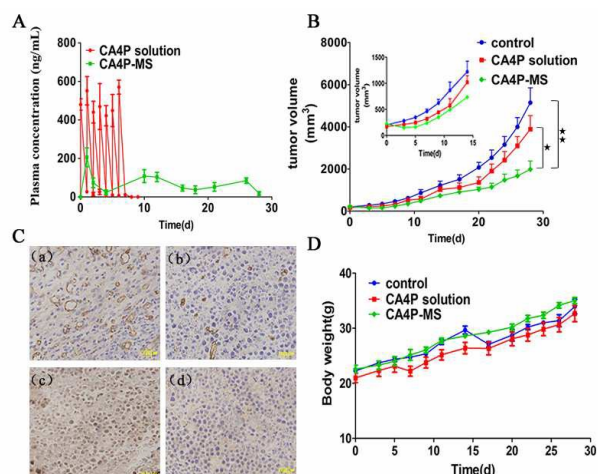 A
Plasma concentration (ng/mL)
800
600
400
200
0
CA4P solution
CA4P-MS
0
10
20
30
Time(d)
B
tumor volume
(mm³)
8000
6000
4000
2000
0
control
CA4P solution
CA4P-MS
tumor volume
(mm³)
1500
1000
500
0
0
5
10
15
Time(d)
★
★
★
0
10
20
30
Time(d)
C
(a)
(b)
(c)
(d)
D
Body weight(g)
40
30
20
10
control
CA4P solution
CA4P-MS
0
5
10
15
20
25
30
Time(d)